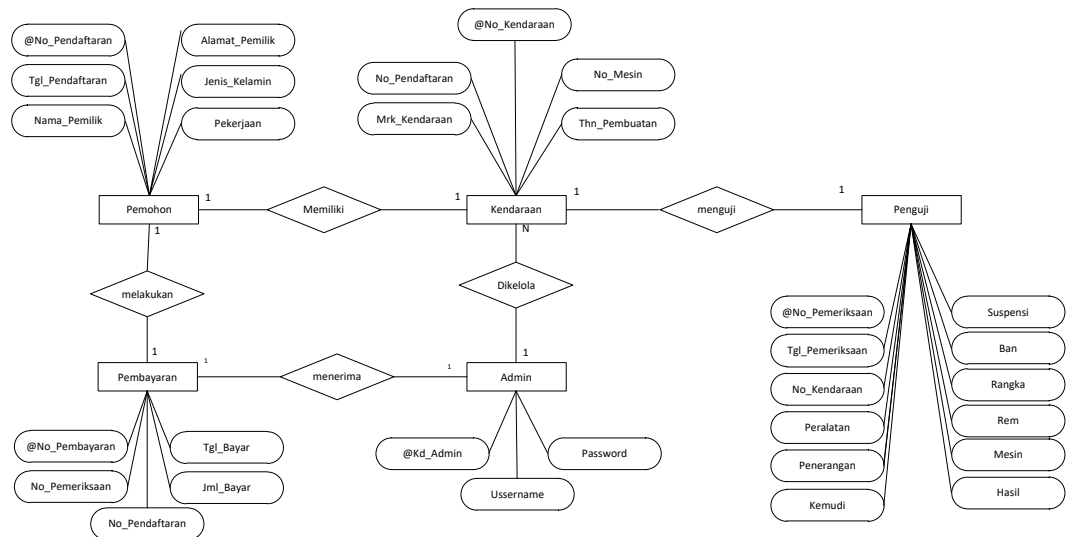 @No_Kendaraan
@No_Pendaftaran
Alamat_Pemilik
Tgl_Pendaftaran
Jenis_Kelamin
No_Pendaftaran
No_Mesin
Nama_Pemilik
Pekerjaan
Mrk_Kendaraan
Thn_Pembuatan
Pemohon
1
Memiliki
1
Kendaraan
1
menguji
1
Penguji
1
N
melakukan
Dikelola
1
1
Pembayaran
1
menerima
1
Admin
@No_Pemeriksaan
Suspensi
Tgl_Pemeriksaan
Ban
No_Kendaraan
Rangka
Peralatan
Rem
Penerangan
Mesin
Kemudi
Hasil
@No_Pembayaran
Tgl_Bayar
No_Pemeriksaan
Jml_Bayar
No_Pendaftaran
@Kd_Admin
Password
Ussername